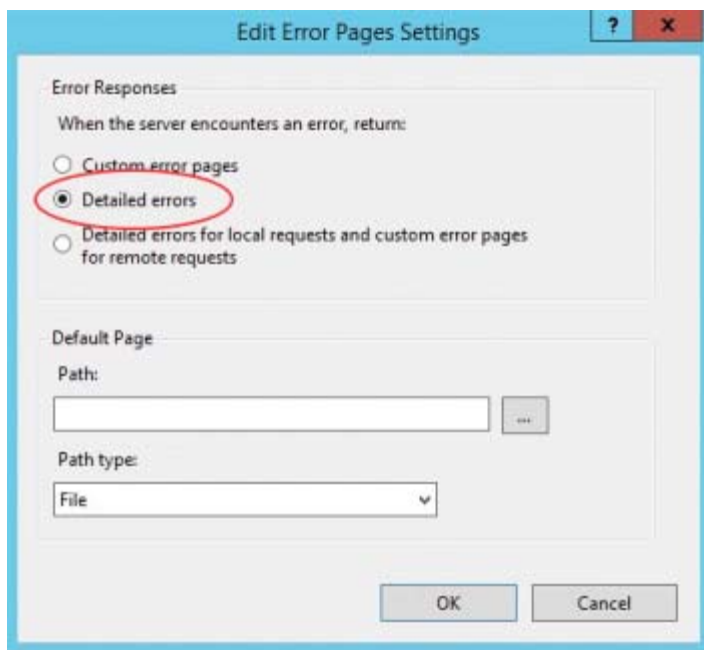 Edit Error Pages Settings
? x
Error Responses
When the server encounters an error, return:
Custom error pages
Detailed errors
Detailed errors for local requests and custom error pages
for remote requests
Default Page
Path:
...
Path type:
File
OK Cancel